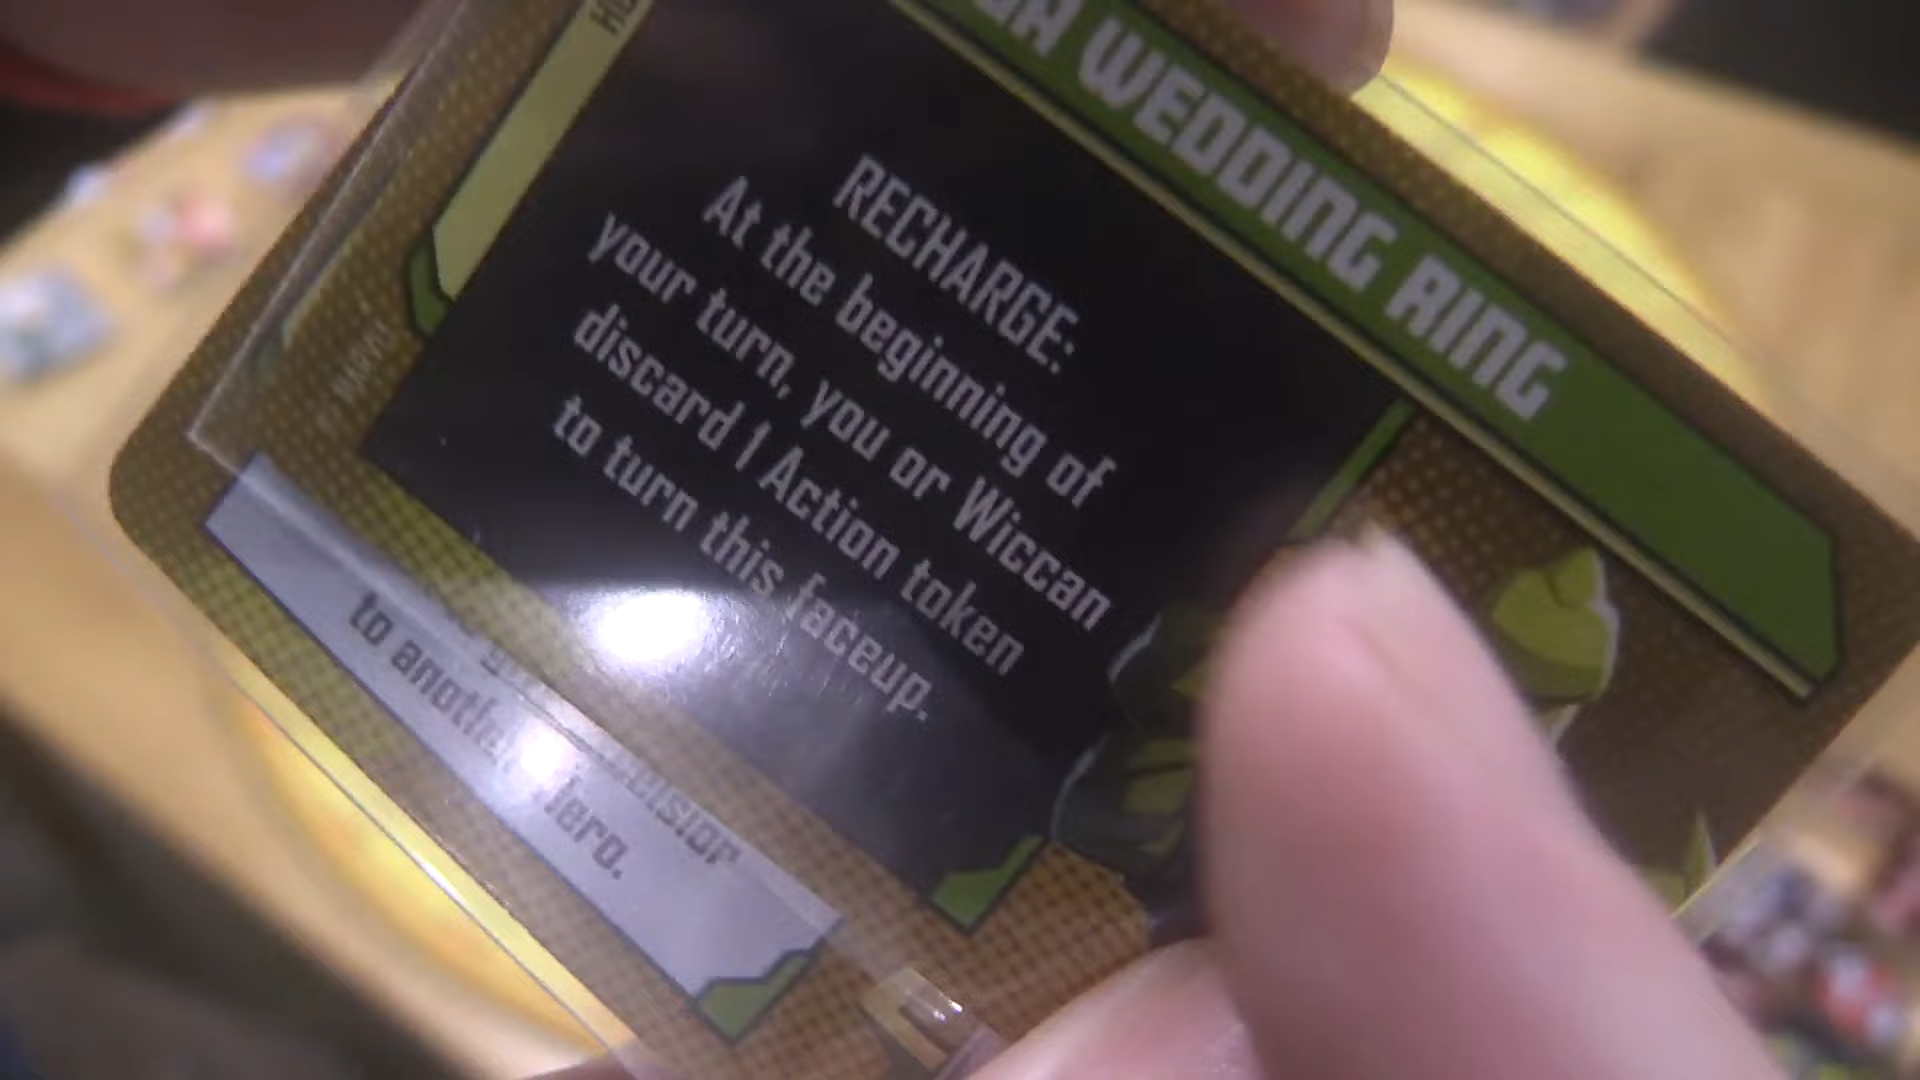 WEDDING RING
RECHARGE:
At the beginning of
your turn, you or Wiccan
discard 1 Action token
to turn this faceup.
to another hero.
MARVEL